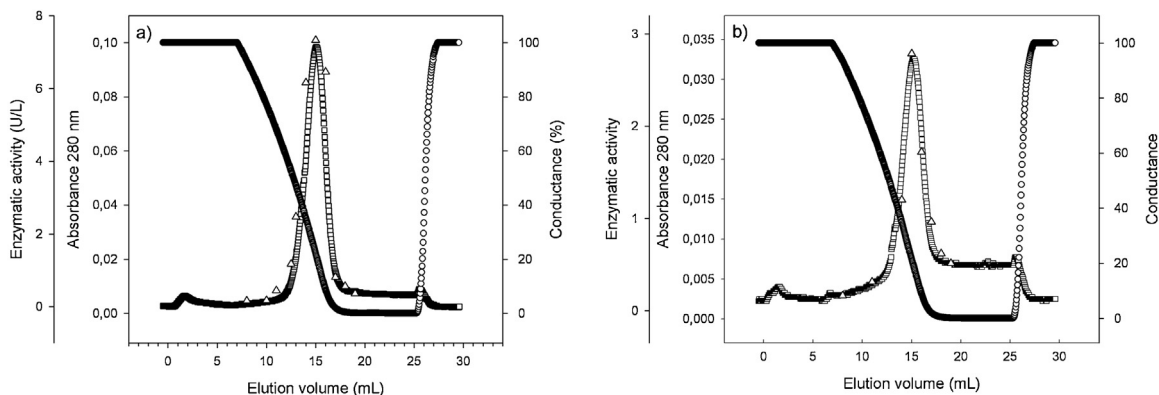 a)
Enzymatic activity (U/L)
8
6
4
2
0
Absorbance 280 nm
0,10
0,08
0,06
0,04
0,02
0,00
100
80
60
40
20
0
Conductance (%)
0 5 10 15 20 25 30
Elution volume (mL)
b)
Enzymatic activity
3
2
1
0
Absorbance 280 nm
0,035
0,030
0,025
0,020
0,015
0,010
0,005
0,000
100
80
60
40
20
0
Conductance
0 5 10 15 20 25 30
Elution volume (mL)